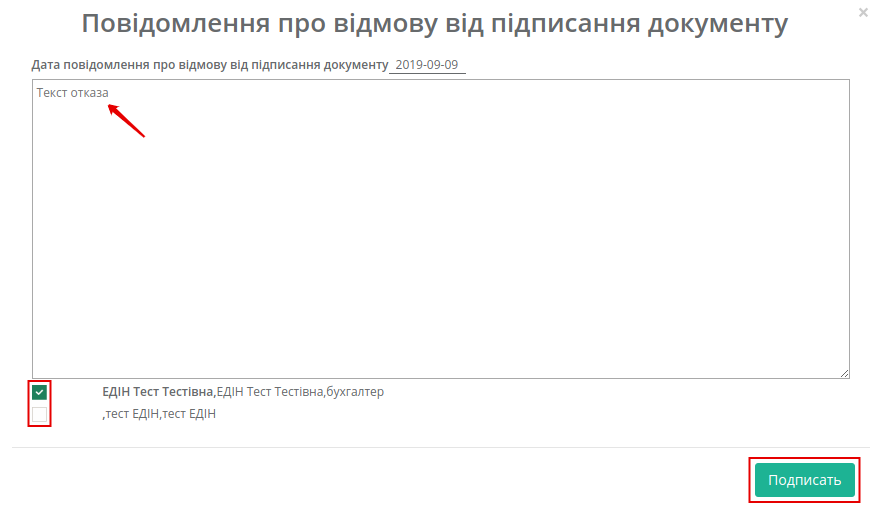 Повідомлення про відмову від підписання документу
×
Дата повідомлення про відмову від підписання документу 2019-09-09
Текст отказа
ЕДІН Тест Тестівна,ЕДІН Тест Тестівна,бухгалтер
,тест ЕДІН,тест ЕДІН
Подписать